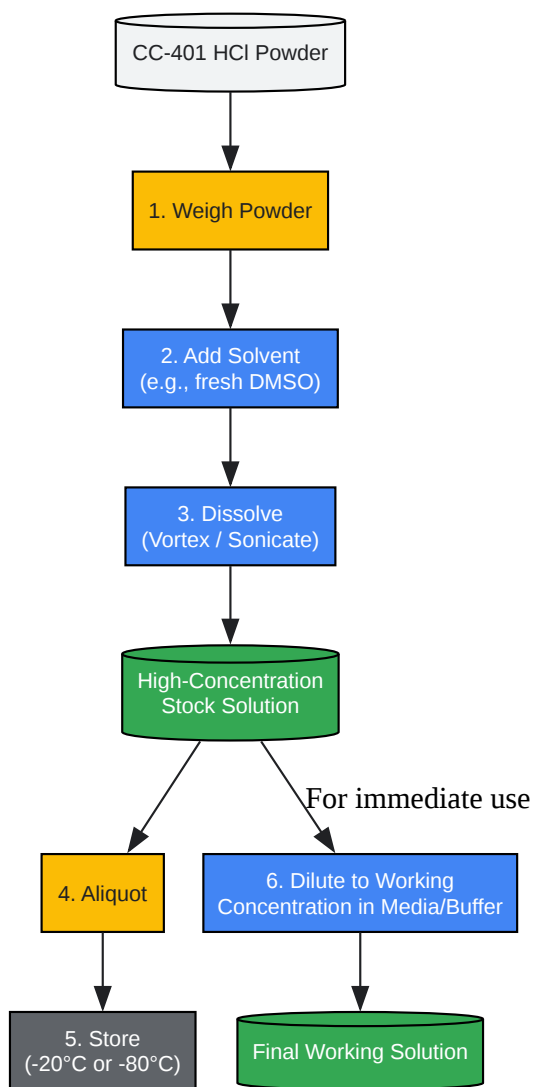 CC-401 HCl Powder
1. Weigh Powder
2. Add Solvent
(e.g., fresh DMSO)
3. Dissolve
(Vortex / Sonicate)
High-Concentration
Stock Solution
For immediate use
4. Aliquot
6. Dilute to Working
Concentration in Media/Buffer
5. Store
(-20°C or -80°C)
Final Working Solution